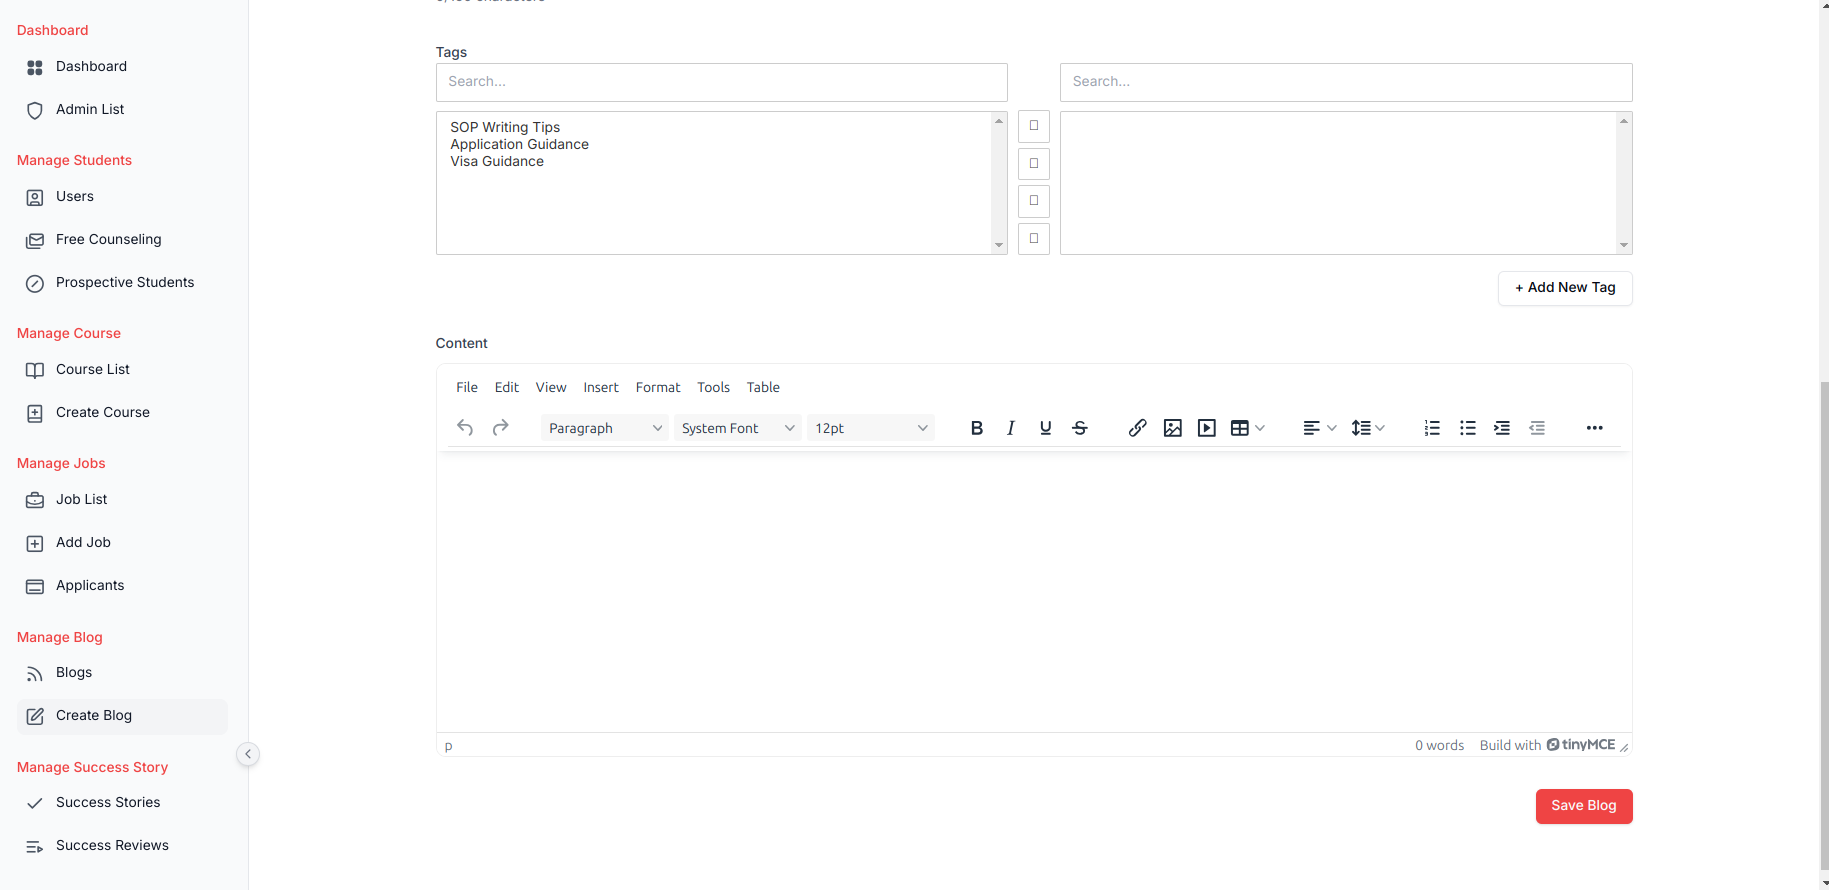 Dashboard
Dashboard
Admin List
Manage Students
Users
Free Counseling
Prospective Students
Manage Course
Course List
Create Course
Manage Jobs
Job List
Add Job
Applicants
Manage Blog
Blogs
Create Blog
Manage Success Story
Success Stories
Success Reviews
Tags
Search...
Search...
SOP Writing Tips
Application Guidance
Visa Guidance
+ Add New Tag
Content
File Edit View Insert Format Tools Table
Paragraph System Font 12pt B I U S
p 0 words Build with tinyMCE
Save Blog